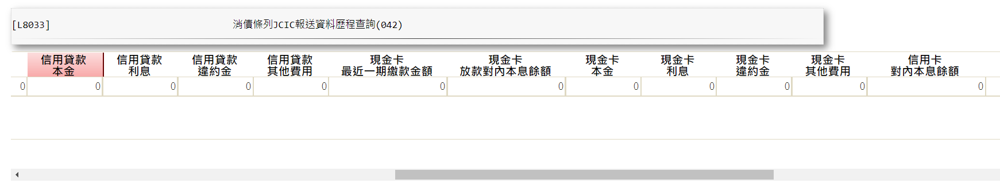 [L8033] 消債條列JCIC報送資料歷程查詢(042)
信用貸款 信用貸款 信用貸款 信用貸款 現金卡 現金卡 現金卡 現金卡 現金卡 現金卡 信用卡
本金 利息 違約金 其他費用 最近一期繳款金額 放款對內本息餘額 本金 利息 違約金 其他費用 對內本息餘額
0 0 0 0 0 0 0 0 0 0 0 0